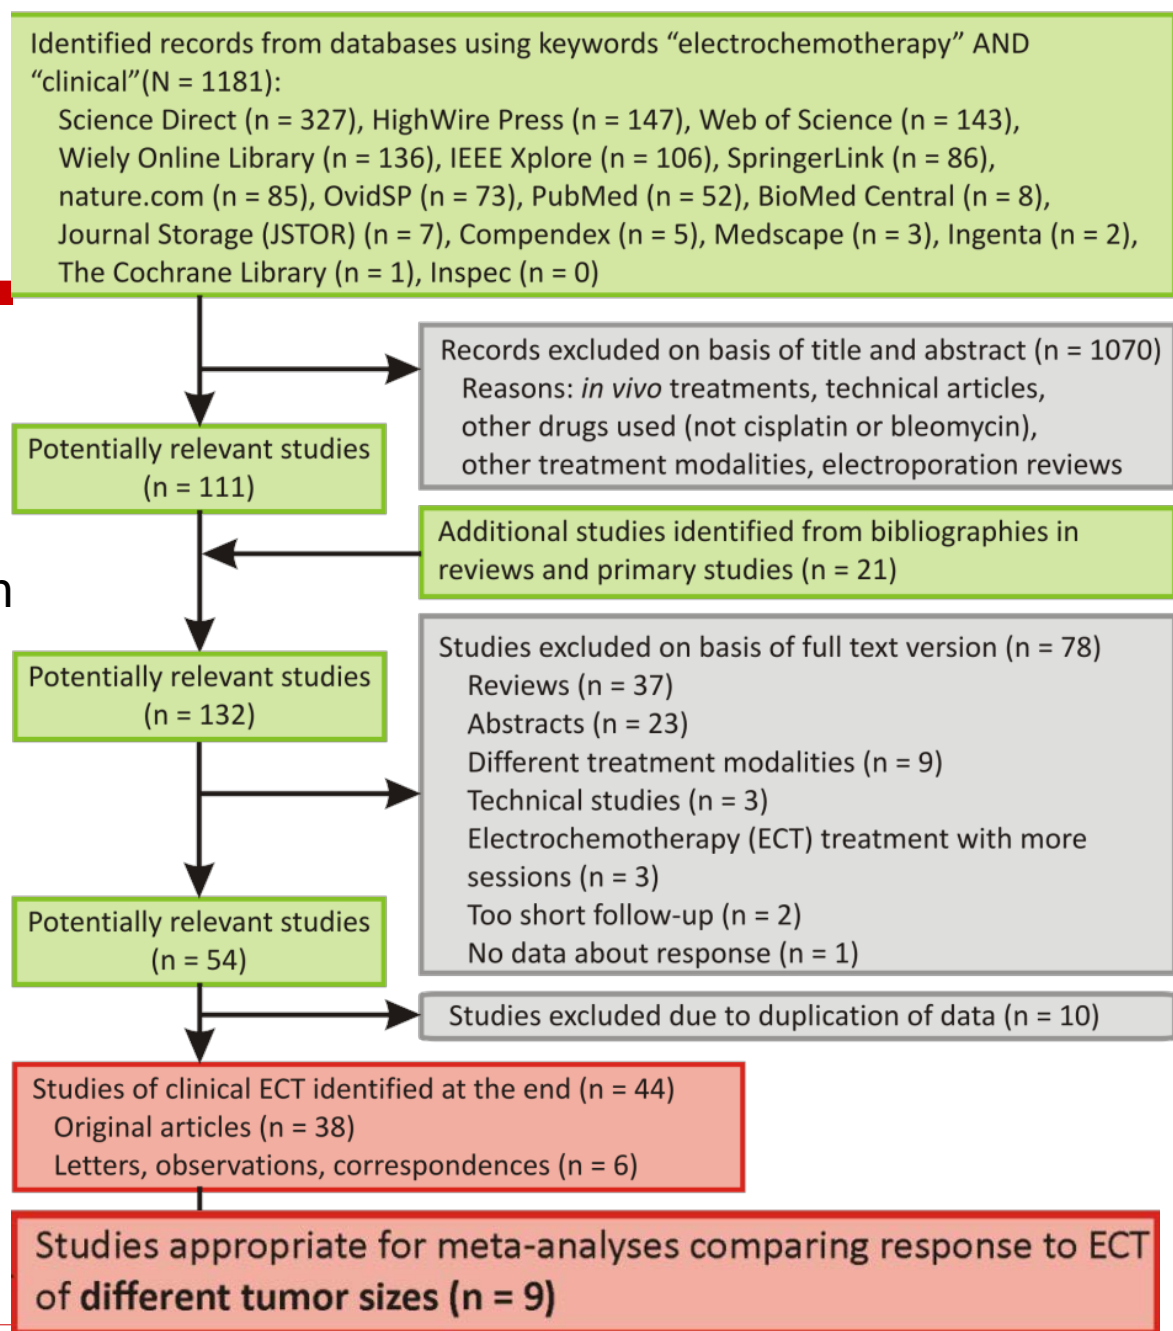 Identified records from databases using keywords “electrochemotherapy” AND
“clinical”(N = 1181):
Science Direct (n = 327), HighWire Press (n = 147), Web of Science (n = 143),
Wiely Online Library (n = 136), IEEE Xplore (n = 106), SpringerLink (n = 86),
nature.com (n = 85), OvidSP (n = 73), PubMed (n = 52), BioMed Central (n = 8),
Journal Storage (JSTOR) (n = 7), Compendex (n = 5), Medscape (n = 3), Ingenta (n = 2),
The Cochrane Library (n = 1), Inspec (n = 0)
Records excluded on basis of title and abstract (n = 1070)
Reasons: in vivo treatments, technical articles,
other drugs used (not cisplatin or bleomycin),
other treatment modalities, electroporation reviews
Potentially relevant studies
(n = 111)
Additional studies identified from bibliographies in
reviews and primary studies (n = 21)
n
Potentially relevant studies
(n = 132)
Studies excluded on basis of full text version (n = 78)
Reviews (n = 37)
Abstracts (n = 23)
Different treatment modalities (n = 9)
Technical studies (n = 3)
Electrochemotherapy (ECT) treatment with more
sessions (n = 3)
Too short follow-up (n = 2)
No data about response (n = 1)
Potentially relevant studies
(n = 54)
Studies excluded due to duplication of data (n = 10)
Studies of clinical ECT identified at the end (n = 44)
Original articles (n = 38)
Letters, observations, correspondences (n = 6)
Studies appropriate for meta-analyses comparing response to ECT
of different tumor sizes (n = 9)